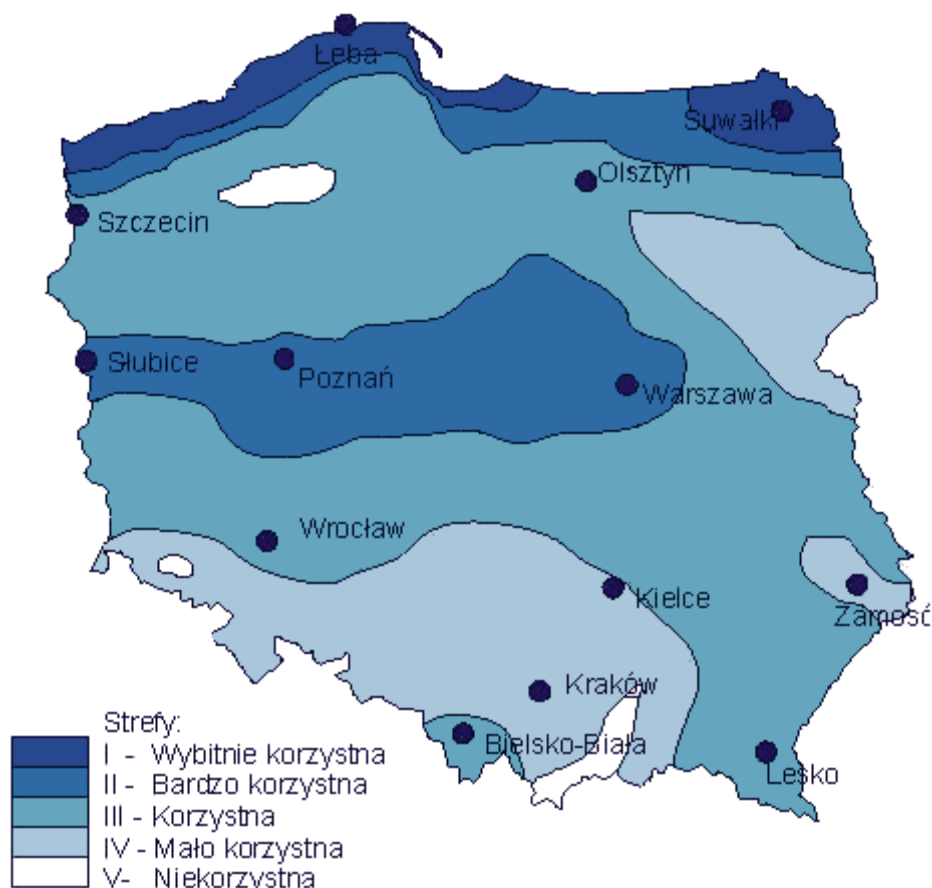 Łeba
Suwałki
Olsztyn
Szczecin
Słubice
Poznań
Warszawa
Wrocław
Kielce
Zamość
Kraków
Bielsko-Biała
Lesko
Strefy:
I - Wybitnie korzystna
II - Bardzo korzystna
III - Korzystna
IV - Mało korzystna
V- Niekorzystna